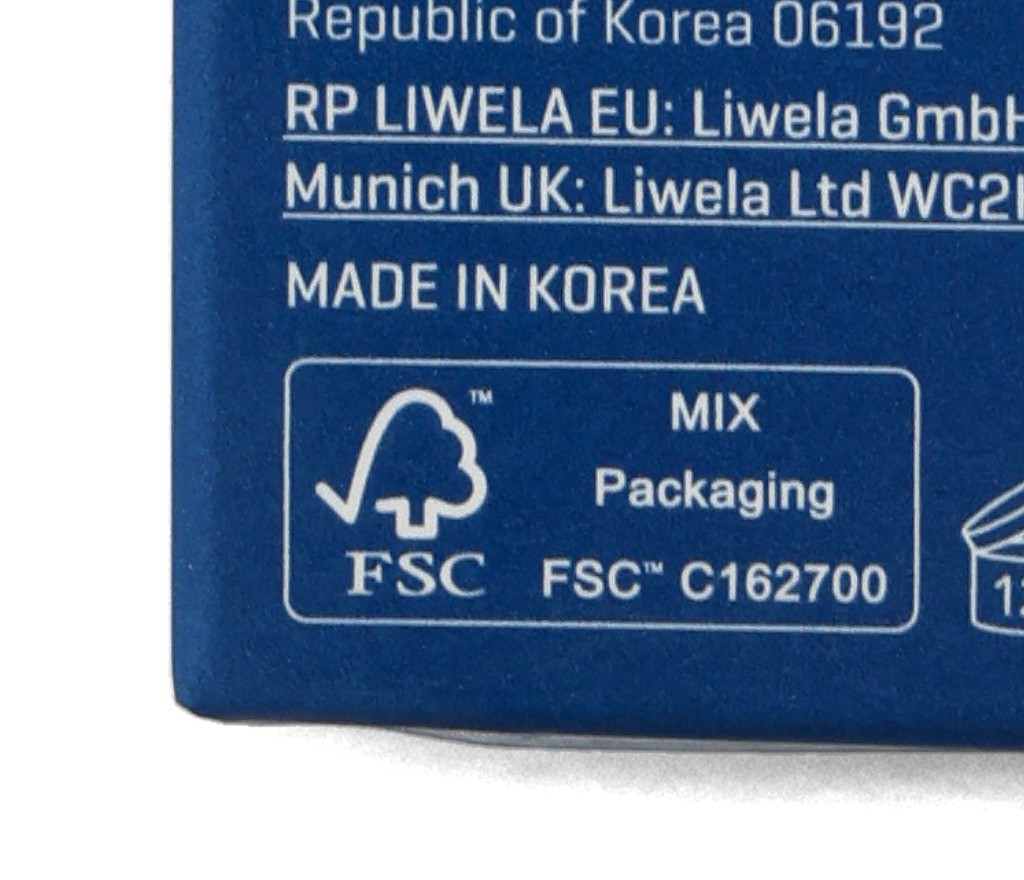 Republic of Korea 06192
RP LIWELA EU: Liwela GmbH
Munich UK: Liwela Ltd
MADE IN KOREA
™
MIX
Packaging
FSC
FSC™ C162700